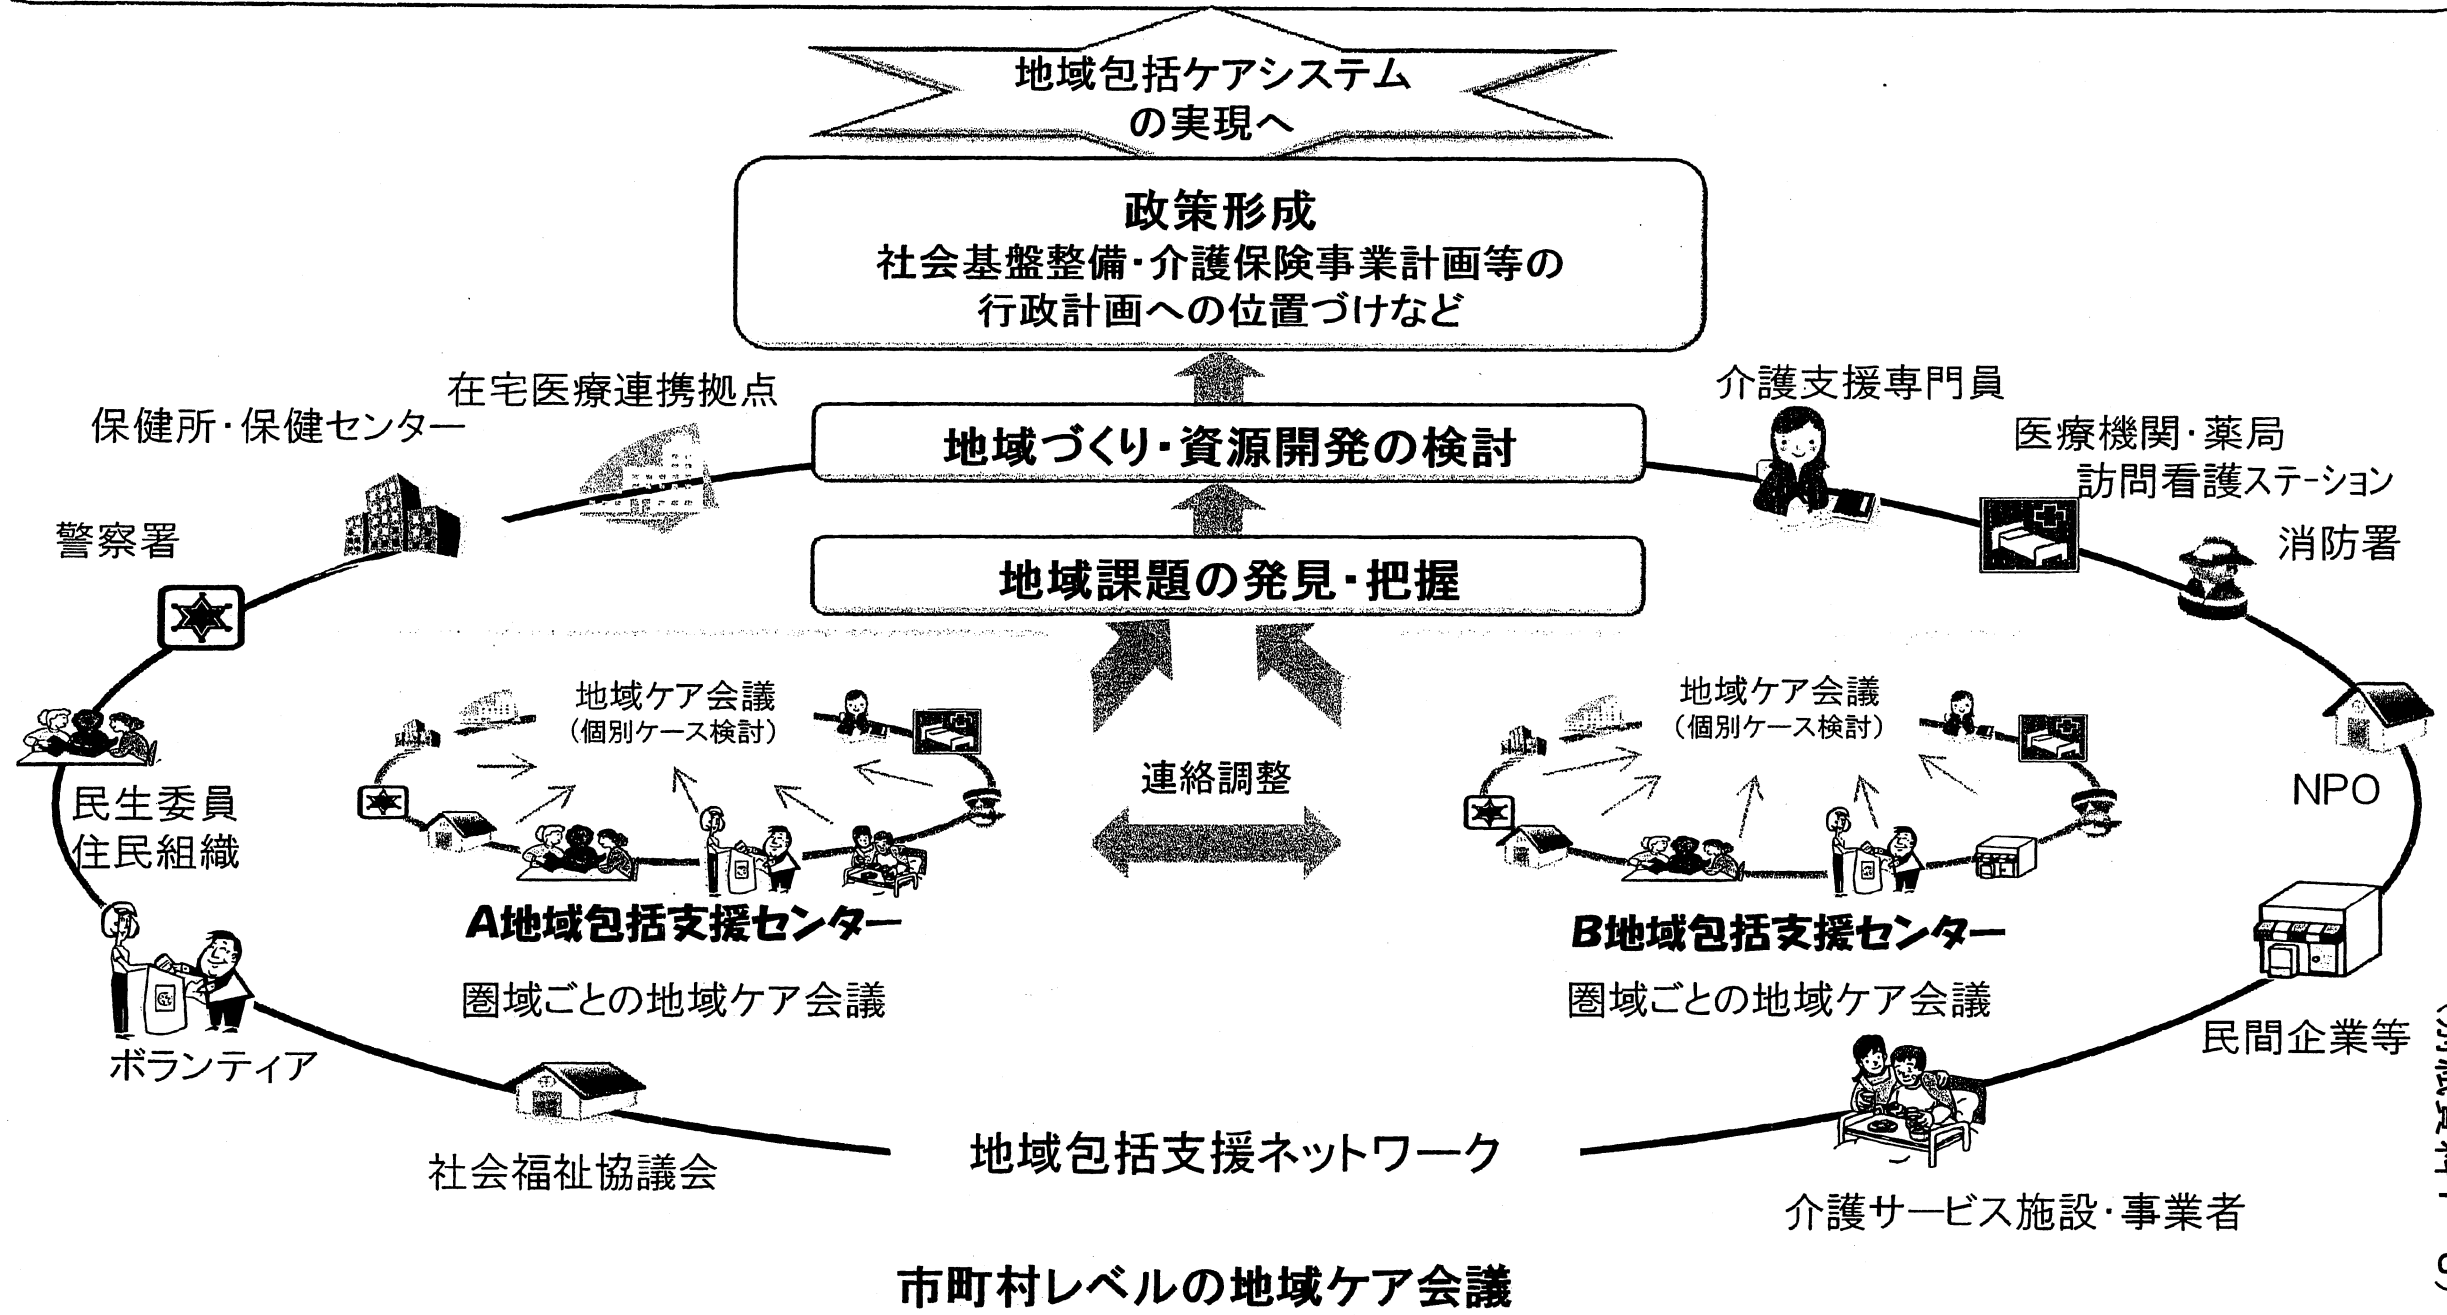 地域包括ケアシステム
の実現へ
政策形成
社会基盤整備・介護保険事業計画等の
行政計画への位置づけなど
在宅医療連携拠点
保健所・保健センター
介護支援専門員
医療機関・薬局
訪問看護ステーション
地域づくり・資源開発の検討
警察署
消防署
地域課題の発見・把握
地域ケア会議
（個別ケース検討）
地域ケア会議
（個別ケース検討）
連絡調整
民生委員
住民組織
NPO
A地域包括支援センター
B地域包括支援センター
圏域ごとの地域ケア会議
圏域ごとの地域ケア会議
ボランティア
民間企業等
社会福祉協議会
地域包括支援ネットワーク
介護サービス施設・事業者
市町村レベルの地域ケア会議